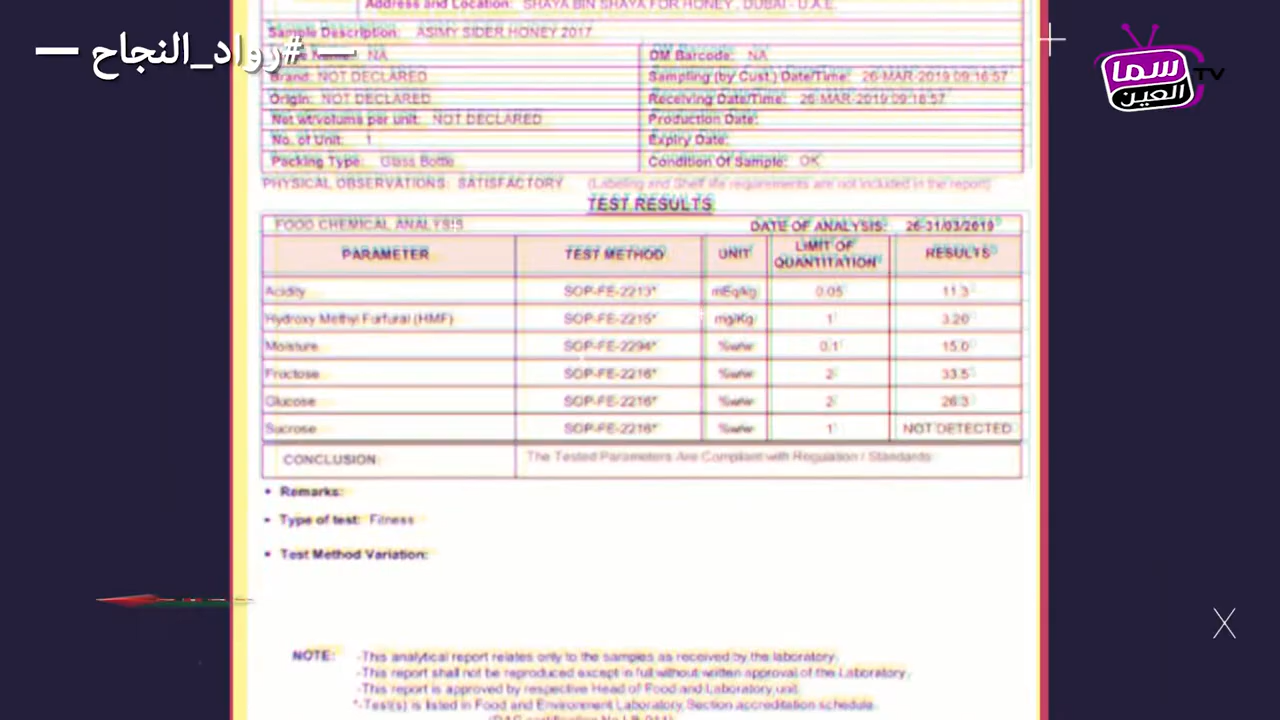 Address and Location: SHAYA BIN SHAYA FOR HONEY, DUBAI - U.A.E.
Sample Description: ASIMY SIDER HONEY 2017
#رواد_النجاح
سما
العين
TV
Name: NA DM Barcode: NA
Brand: NOT DECLARED Sampling (by Cust.) Date/Time: 26-MAR-2019 09:16:57
Origin: NOT DECLARED Receiving Date/Time: 26-MAR-2019 09:18:57
Net wt/volume per unit: NOT DECLARED Production Date:
No. of Unit: 1 Expiry Date:
Packing Type: Glass Bottle Condition Of Sample: OK
PHYSICAL OBSERVATIONS: SATISFACTORY (Labeling and Shelf life requirements are not included in the report)
TEST RESULTS
FOOD CHEMICAL ANALYSIS DATE OF ANALYSIS: 26-31/03/2019
PARAMETER TEST METHOD UNIT LIMIT OF QUANTITATION RESULTS
Acidity SOP-FE-2213* mEq/kg 0.05 11.3
Hydroxy Methyl Furfural (HMF) SOP-FE-2215* mg/Kg 1 3.20
Moisture SOP-FE-2294* %w/w 0.1 15.0
Fructose SOP-FE-2216* %w/w 2 33.5
Glucose SOP-FE-2216* %w/w 2 26.3
Sucrose SOP-FE-2216* %w/w 1 NOT DETECTED
CONCLUSION: The Tested Parameters Are Compliant with Regulation / Standards
• Remarks:
• Type of test: Fitness
• Test Method Variation:
NOTE: -This analytical report relates only to the samples as received by the laboratory.
-This report shall not be reproduced except in full without written approval of the Laboratory.
-This report is approved by respective Head of Food and Laboratory unit.
*-Test(s) is listed in Food and Environment Laboratory Section accreditation schedule.